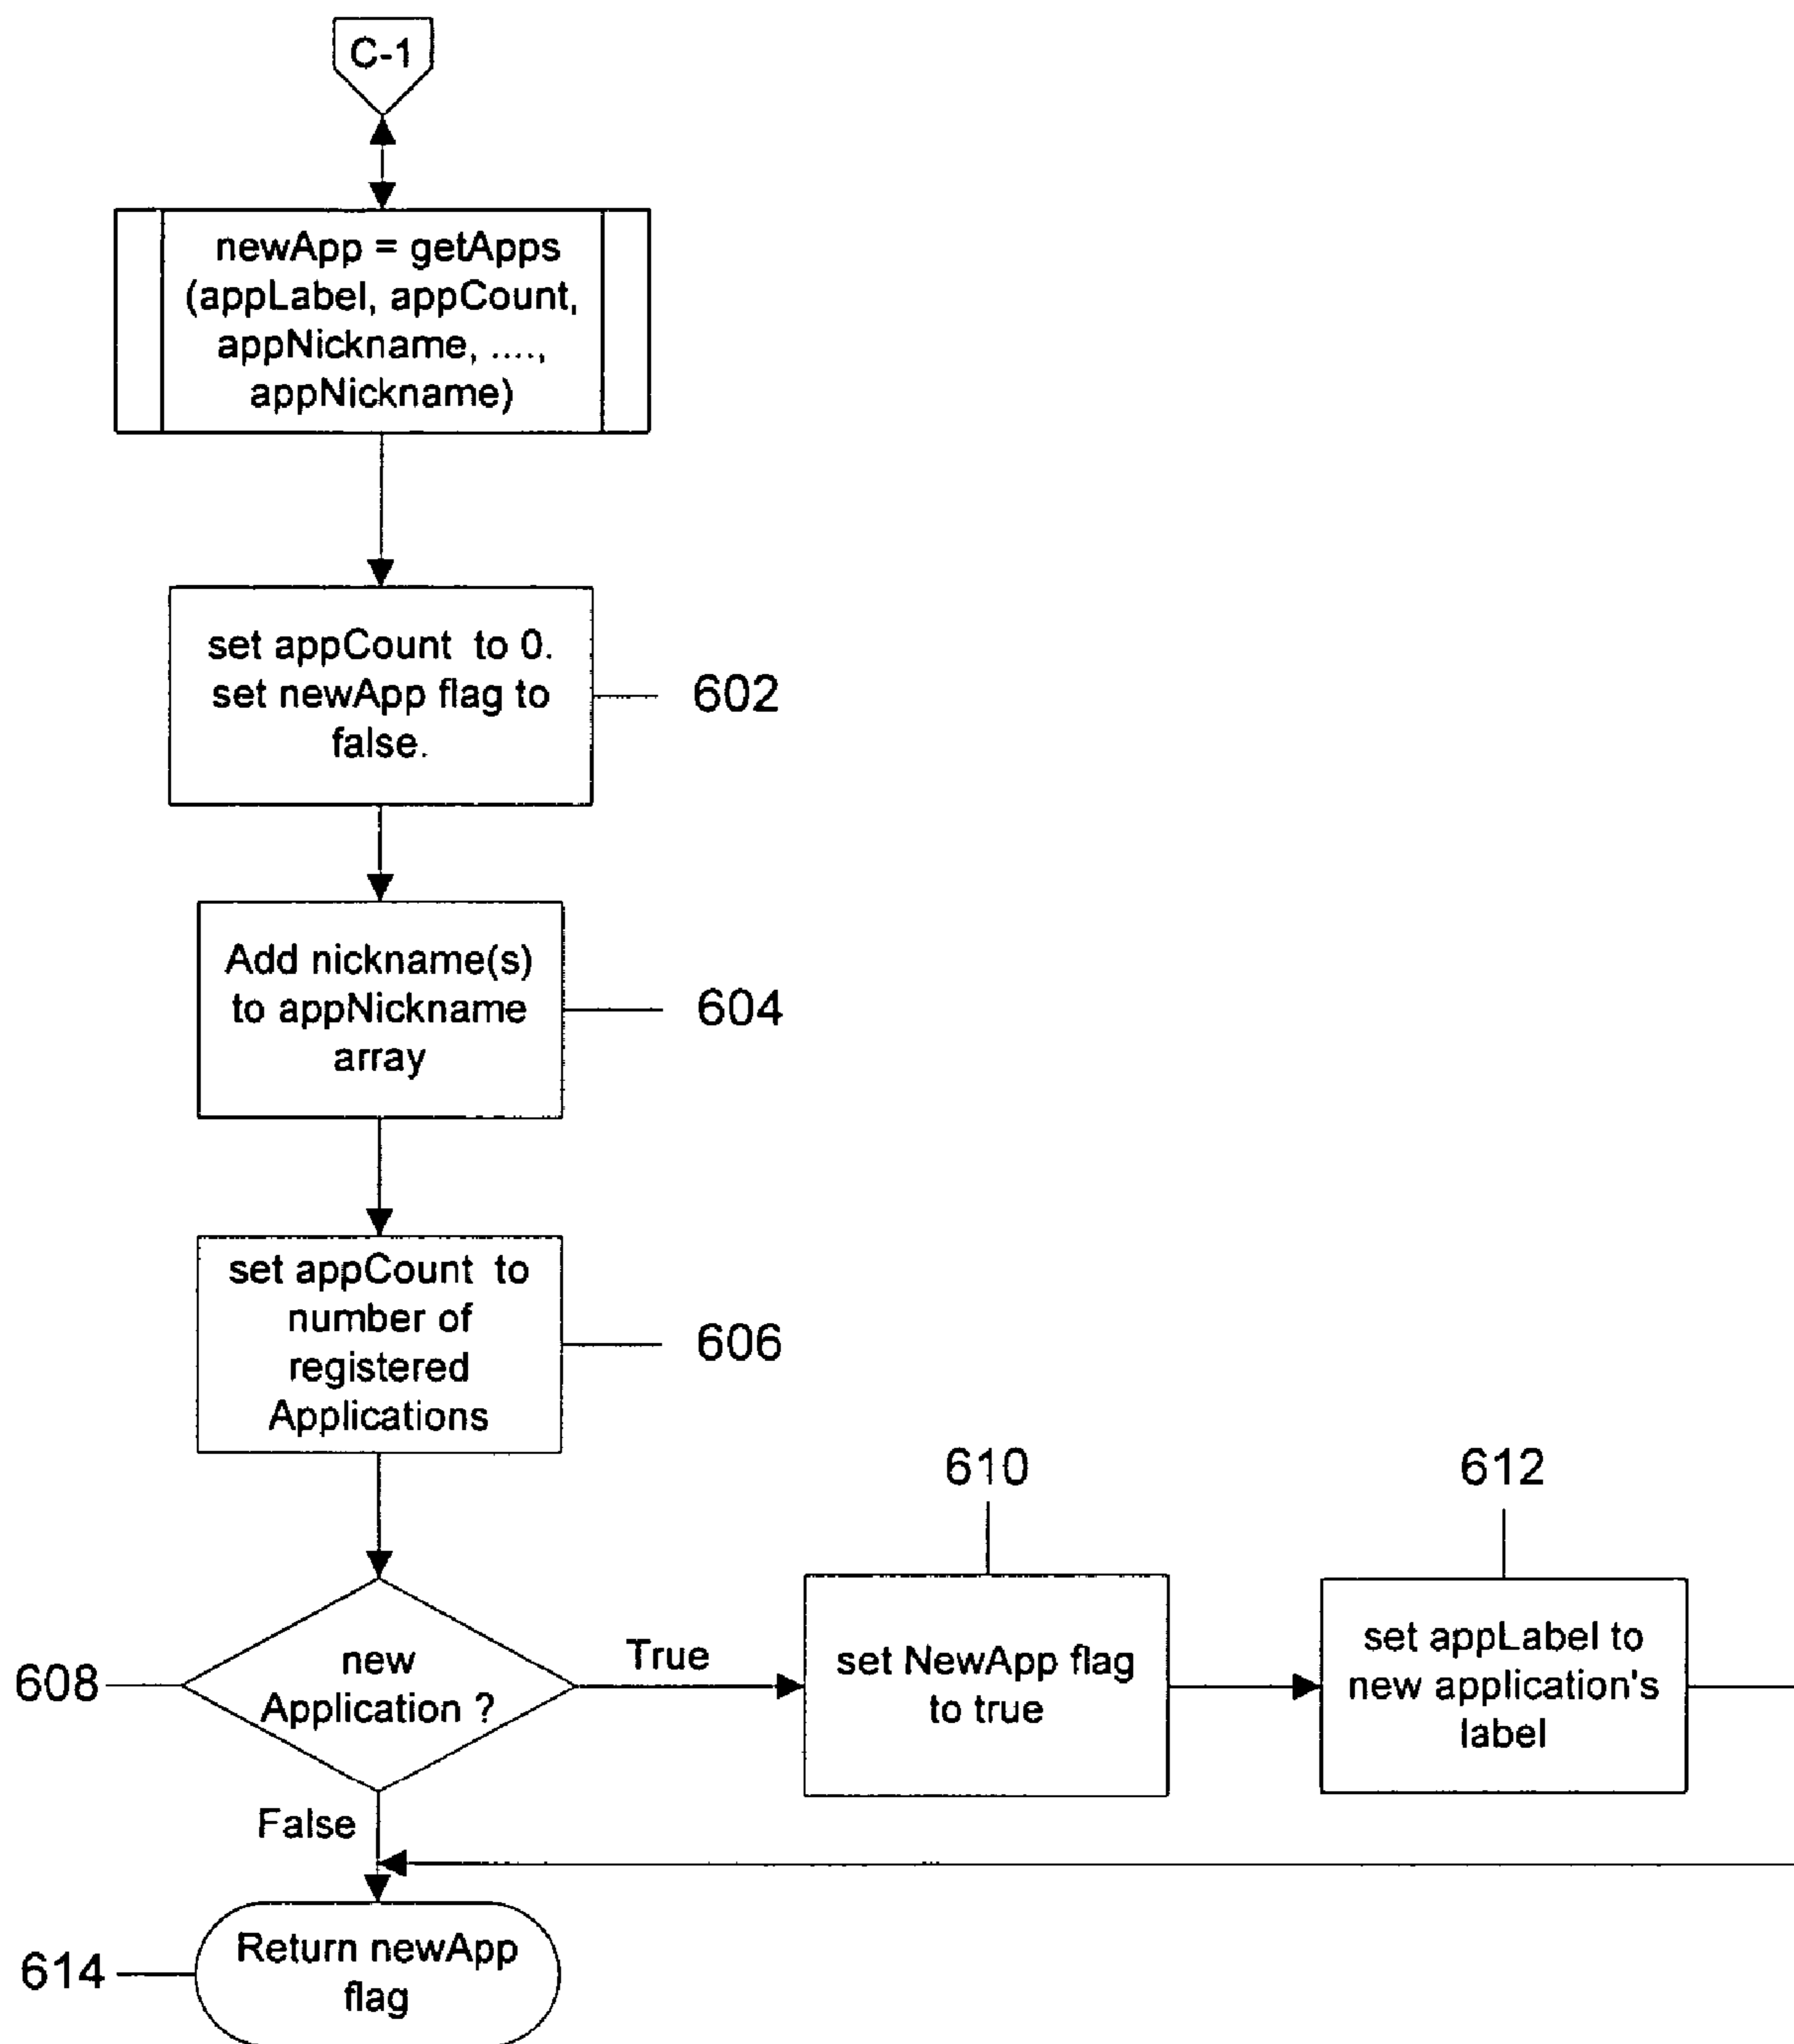 C-1
newApp = getApps
(appLabel, appCount,
appNickname, ....,
appNickname)
set appCount to 0.
set newApp flag to
false.
602
Add nickname(s)
to appNickname
array
604
set appCount to
number of
registered
Applications
606
608
new
Application ?
True
610
set NewApp flag
to true
612
set appLabel to
new application's
label
False
614
Return newApp
flag